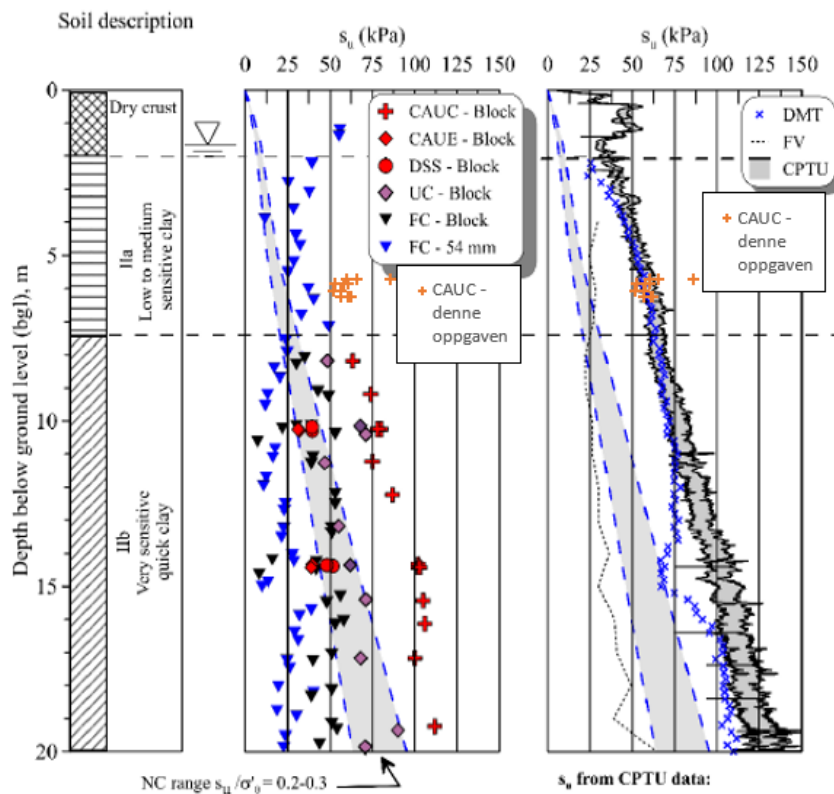 Soil description
s_u (kPa)
s_u (kPa)
0 25 50 75 100 125 150
0 25 50 75 100 125 150
0
5
10
15
20
Depth below ground level (bgl), m
Dry crust
IIa
Low to medium
sensitive clay
IIb
Very sensitive
quick clay
CAUC - Block
CAUE - Block
DSS - Block
UC - Block
FC - Block
FC - 54 mm
CAUC -
denne
oppgaven
DMT
FV
CPTU
CAUC -
denne
oppgaven
NC range s_u/σ'_0 = 0.2-0.3
s_u from CPTU data: